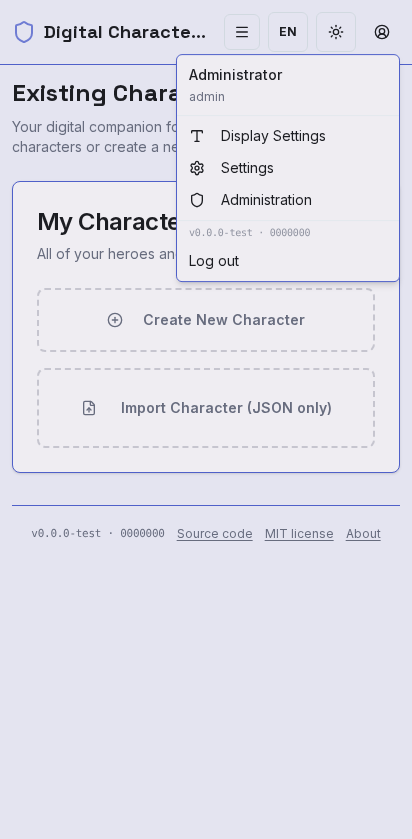 Digital Characte...
EN
Administrator
admin
Existing Chara
Your digital companion fo
characters or create a ne
Display Settings
Settings
Administration
v0.0.0-test · 0000000
Log out
My Characte
All of your heroes an
Create New Character
Import Character (JSON only)
v0.0.0-test · 0000000 Source code MIT license About